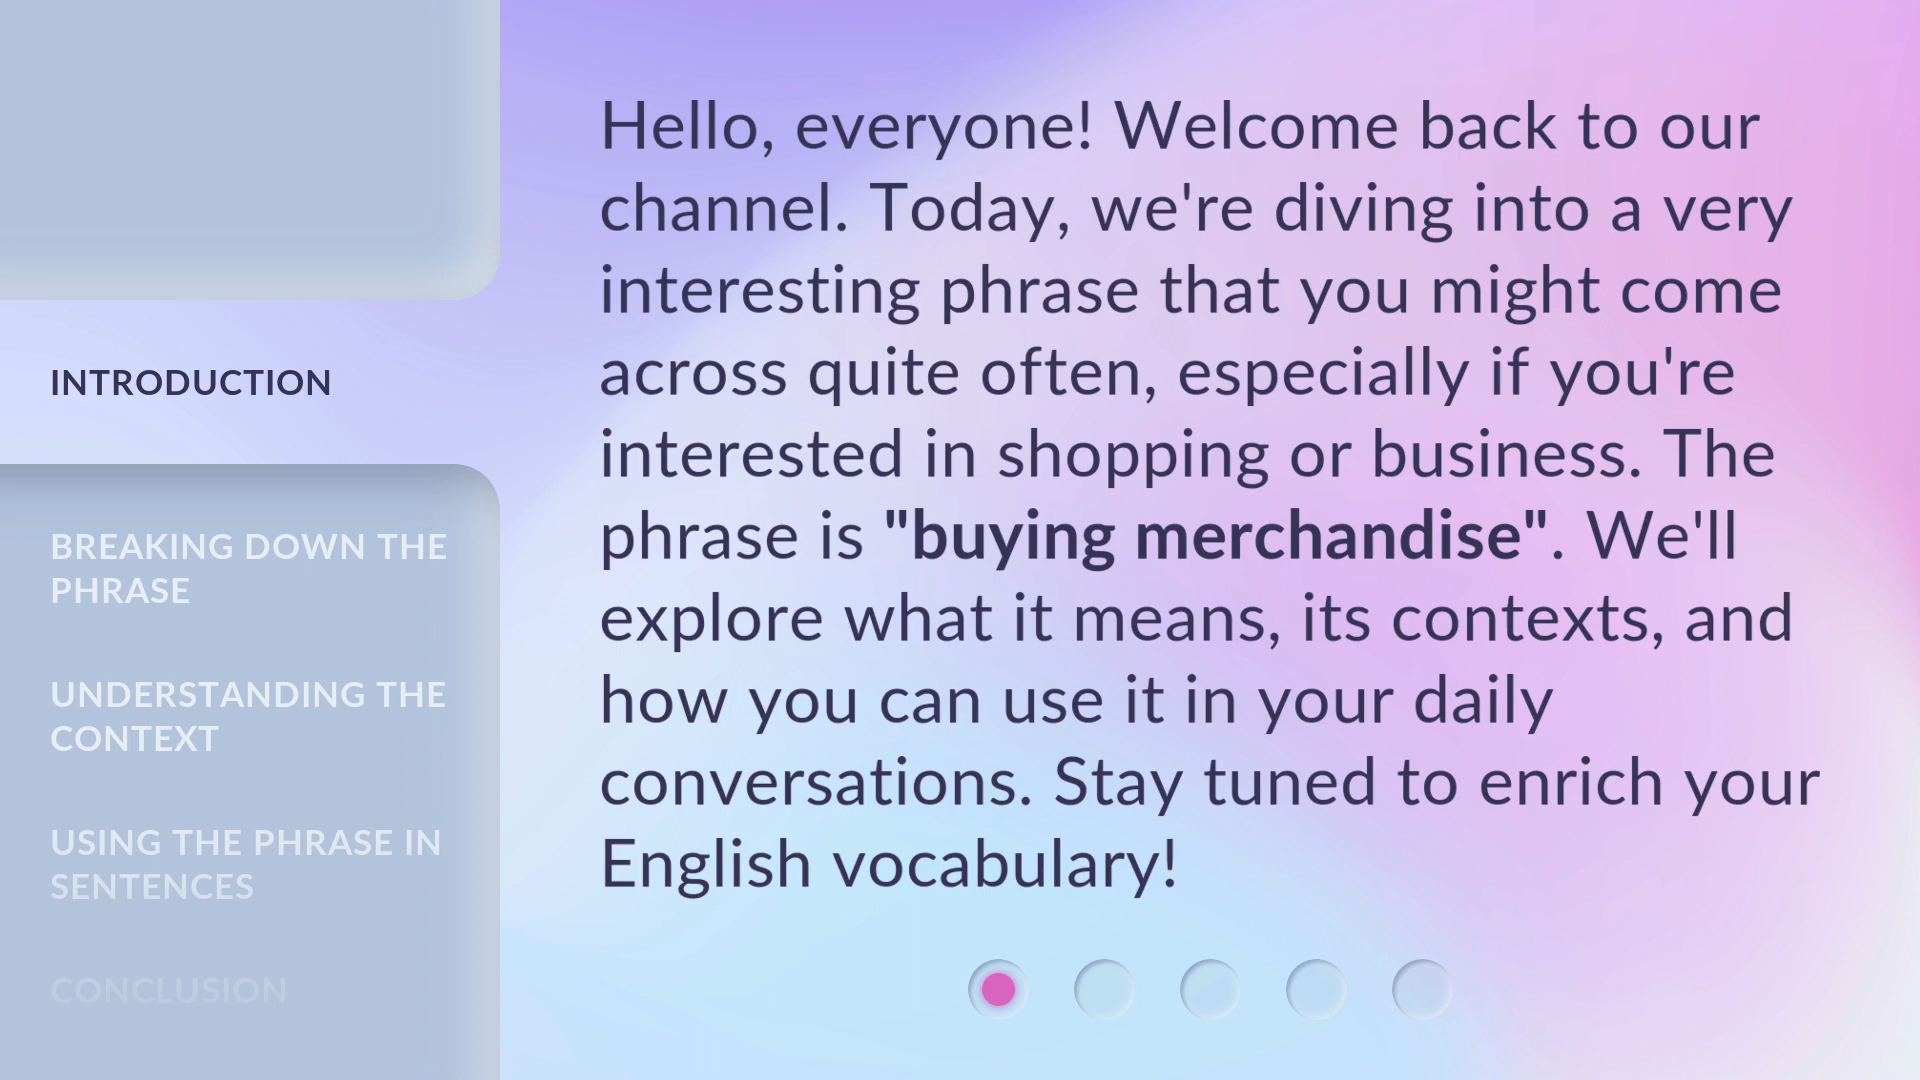 INTRODUCTION
BREAKING DOWN THE
PHRASE
UNDERSTANDING THE
CONTEXT
USING THE PHRASE IN
SENTENCES
CONCLUSION
Hello, everyone! Welcome back to our
channel. Today, we're diving into a very
interesting phrase that you might come
across quite often, especially if you're
interested in shopping or business. The
phrase is "buying merchandise". We'll
explore what it means, its contexts, and
how you can use it in your daily
conversations. Stay tuned to enrich your
English vocabulary!